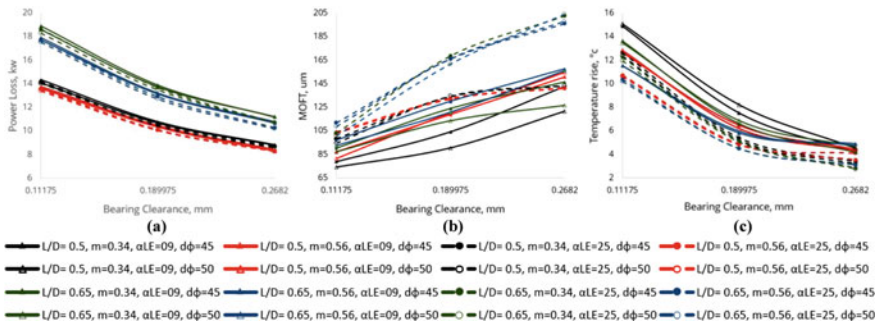 20
18
16
14
12
10
8
6
Power Loss, kw
0.11175
0.189975
0.2682
Bearing Clearance, mm
(a)
205
185
165
145
125
105
85
65
MOFT, um
0.11175
0.189975
0.2682
Bearing Clearance, mm
(b)
16
14
12
10
8
6
4
2
Temperature rise, °c
0.11175
0.189975
0.2682
Bearing Clearance, mm
(c)
L/D= 0.5, m=0.34, αLE=09, dφ=45 L/D= 0.5, m=0.56, αLE=09, dφ=45 L/D= 0.5, m=0.34, αLE=25, dφ=45 L/D= 0.5, m=0.56, αLE=25, dφ=45
L/D= 0.5, m=0.34, αLE=09, dφ=50 L/D= 0.5, m=0.56, αLE=09, dφ=50 L/D= 0.5, m=0.34, αLE=25, dφ=50 L/D= 0.5, m=0.56, αLE=25, dφ=50
L/D= 0.65, m=0.34, αLE=09, dφ=45 L/D= 0.65, m=0.56, αLE=09, dφ=45 L/D= 0.65, m=0.34, αLE=25, dφ=45 L/D= 0.65, m=0.56, αLE=25, dφ=45
L/D= 0.65, m=0.34, αLE=09, dφ=50 L/D= 0.65, m=0.56, αLE=09, dφ=50 L/D= 0.65, m=0.34, αLE=25, dφ=50 L/D= 0.65, m=0.56, αLE=25, dφ=50